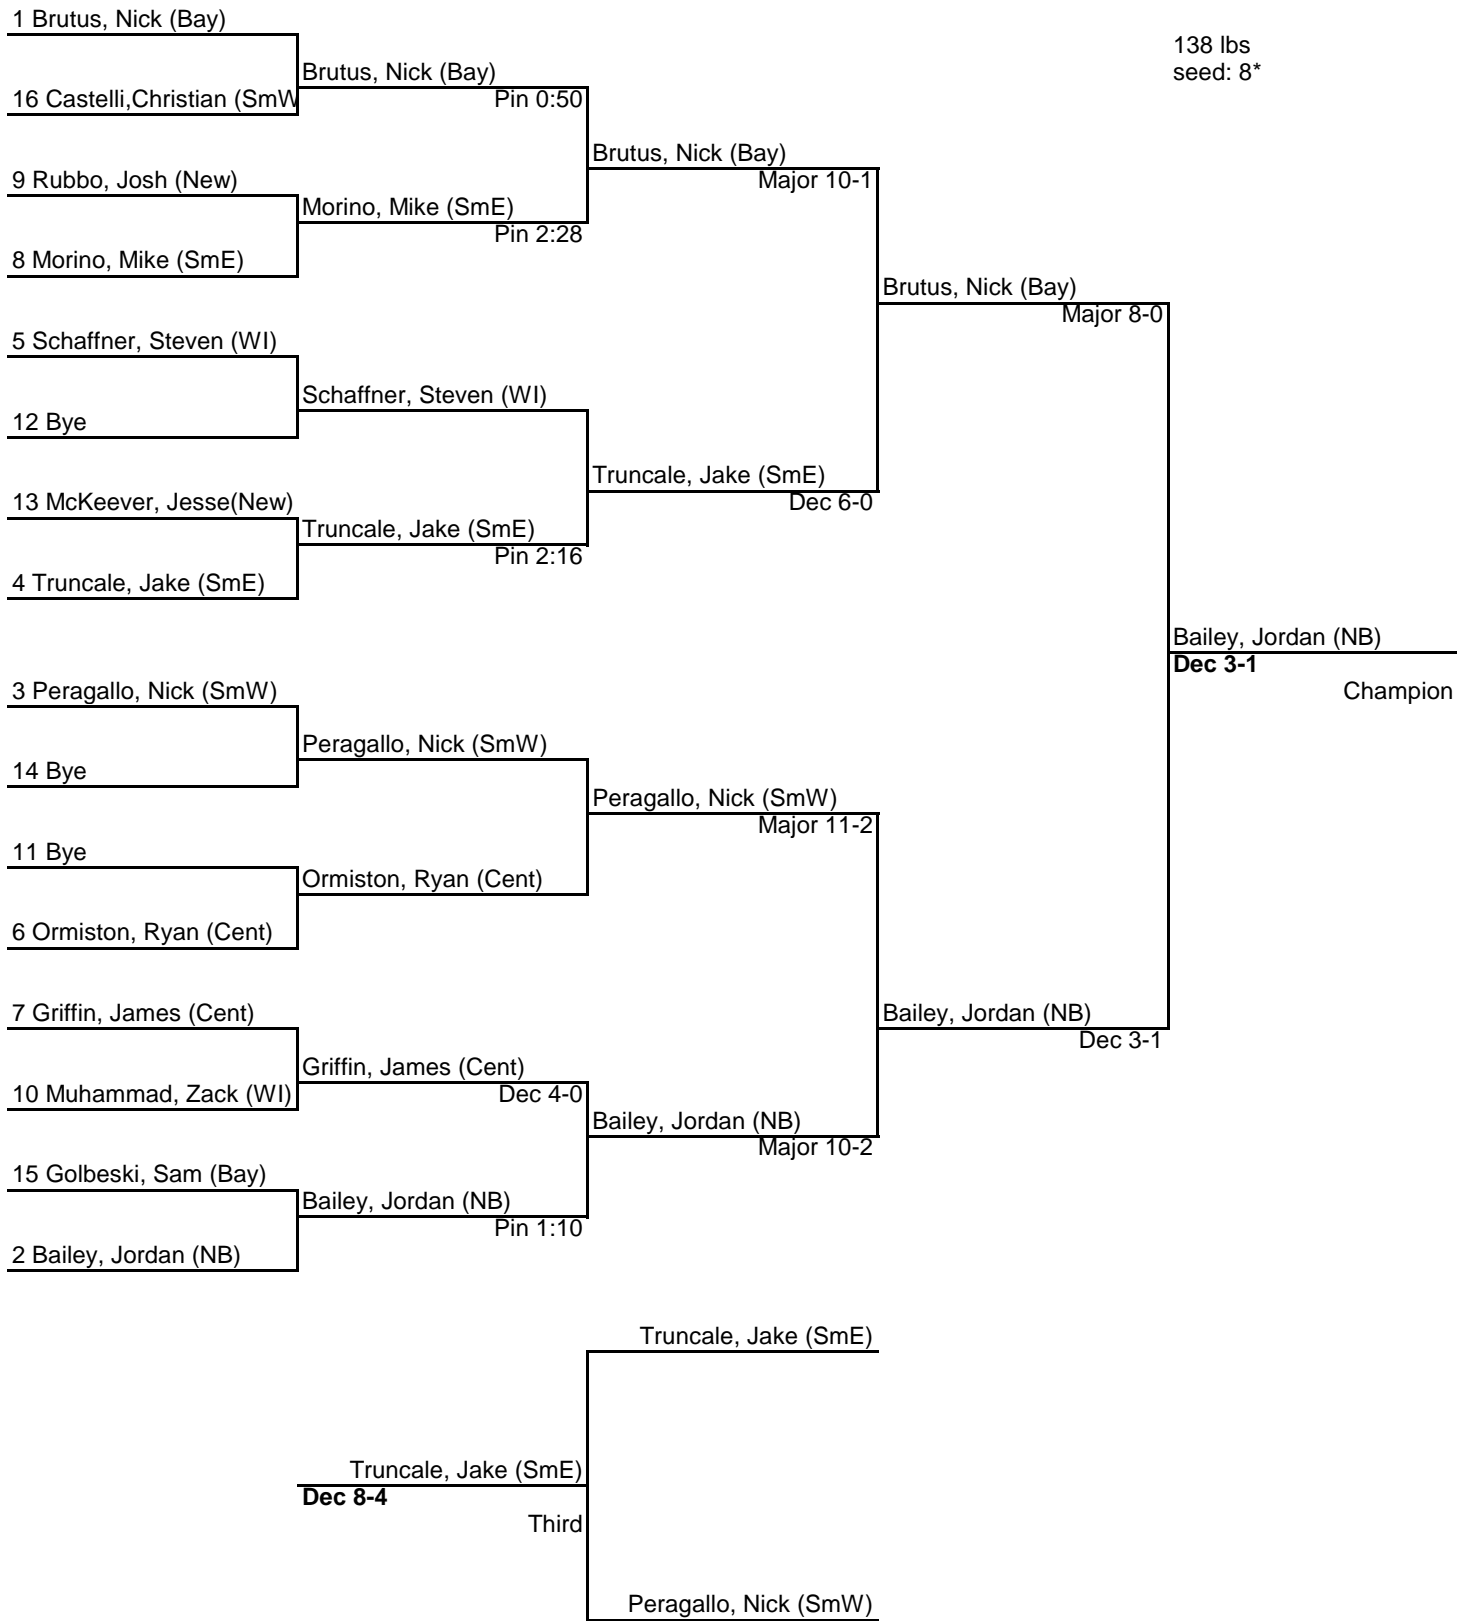 1 Brutus, Nick (Bay)
138 lbs
seed: 8*
Brutus, Nick (Bay)
16 Castelli,Christian (SmW
Pin 0:50
Brutus, Nick (Bay)
9 Rubbo, Josh (New)
Major 10-1
Morino, Mike (SmE)
Pin 2:28
8 Morino, Mike (SmE)
Brutus, Nick (Bay)
Major 8-0
5 Schaffner, Steven (WI)
Schaffner, Steven (WI)
12 Bye
Truncale, Jake (SmE)
13 McKeever, Jesse(New)
Dec 6-0
Truncale, Jake (SmE)
Pin 2:16
4 Truncale, Jake (SmE)
Bailey, Jordan (NB)
Dec 3-1
3 Peragallo, Nick (SmW)
Champion
Peragallo, Nick (SmW)
14 Bye
Peragallo, Nick (SmW)
Major 11-2
11 Bye
Ormiston, Ryan (Cent)
6 Ormiston, Ryan (Cent)
7 Griffin, James (Cent)
Bailey, Jordan (NB)
Dec 3-1
Griffin, James (Cent)
10 Muhammad, Zack (WI)
Dec 4-0
Bailey, Jordan (NB)
Major 10-2
15 Golbeski, Sam (Bay)
Bailey, Jordan (NB)
Pin 1:10
2 Bailey, Jordan (NB)
Truncale, Jake (SmE)
Truncale, Jake (SmE)
Dec 8-4
Third
Peragallo, Nick (SmW)